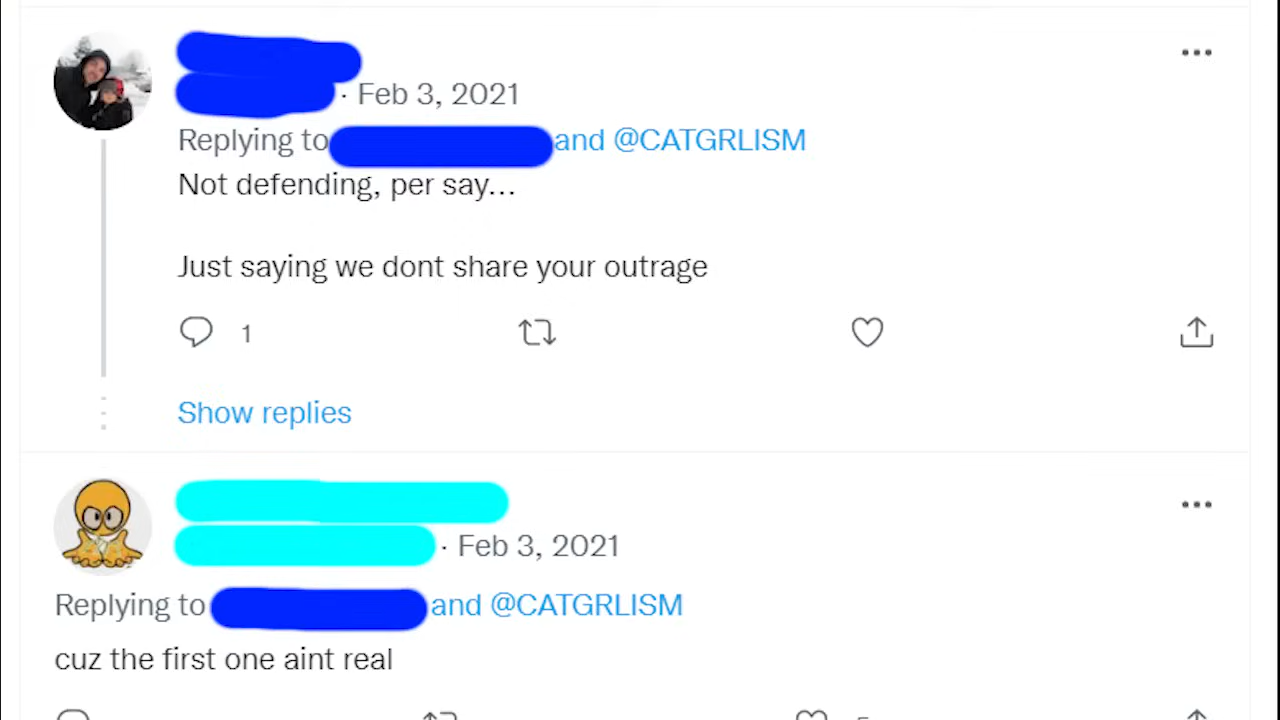 · Feb 3, 2021
Replying to and @CATGRLISM
Not defending, per say...
Just saying we dont share your outrage
1
Show replies
· Feb 3, 2021
Replying to and @CATGRLISM
cuz the first one aint real